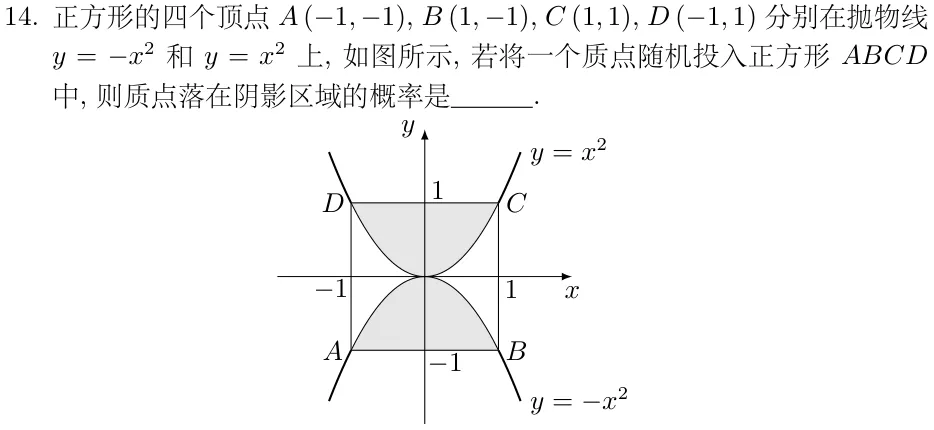 14. 正方形的四个顶点 A (−1, −1), B (1, −1), C (1, 1), D (−1, 1) 分别在抛物线
y = −x² 和 y = x² 上, 如图所示, 若将一个质点随机投入正方形 ABCD
中, 则质点落在阴影区域的概率是______.
y
y = x²
D
1
C
−1
1
x
A
−1
B
y = −x²